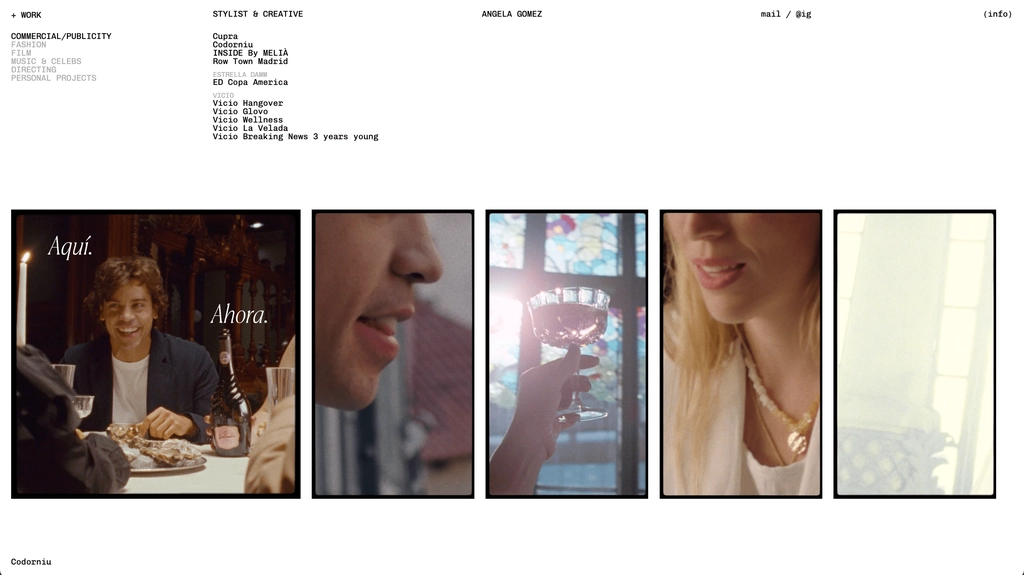 + WORK
STYLIST & CREATIVE
ANGELA GOMEZ
mail / @ig
(info)
COMMERCIAL/PUBLICITY
FASHION
FILM
MUSIC & CELEBS
DIRECTING
PERSONAL PROJECTS
Cupra
Codorniu
INSIDE By MELIÀ
Row Town Madrid
ESTRELLA DAMM
ED Copa America
VICIO
Vicio Hangover
Vicio Glovo
Vicio Wellness
Vicio La Velada
Vicio Breaking News 3 years young
Aquí.
Ahora.
Codorniu